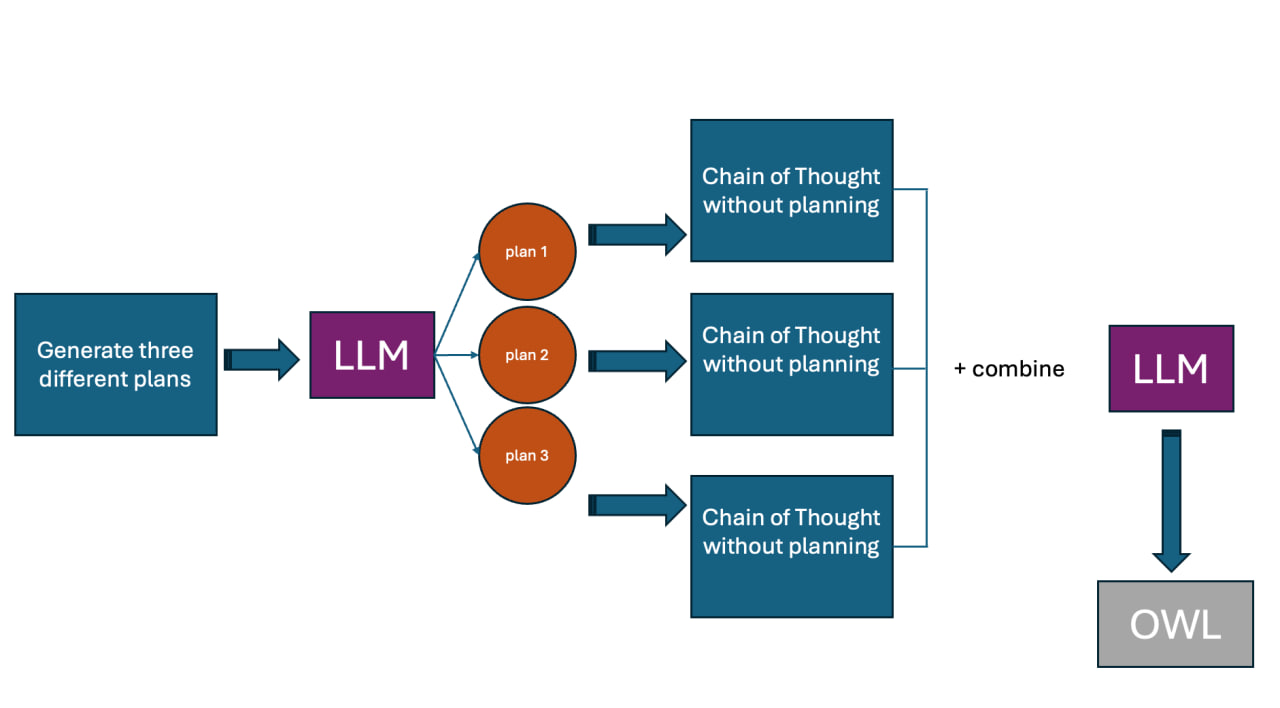 Generate three
different plans
LLM
plan 1
plan 2
plan 3
Chain of Thought
without planning
Chain of Thought
without planning
Chain of Thought
without planning
+ combine
LLM
OWL